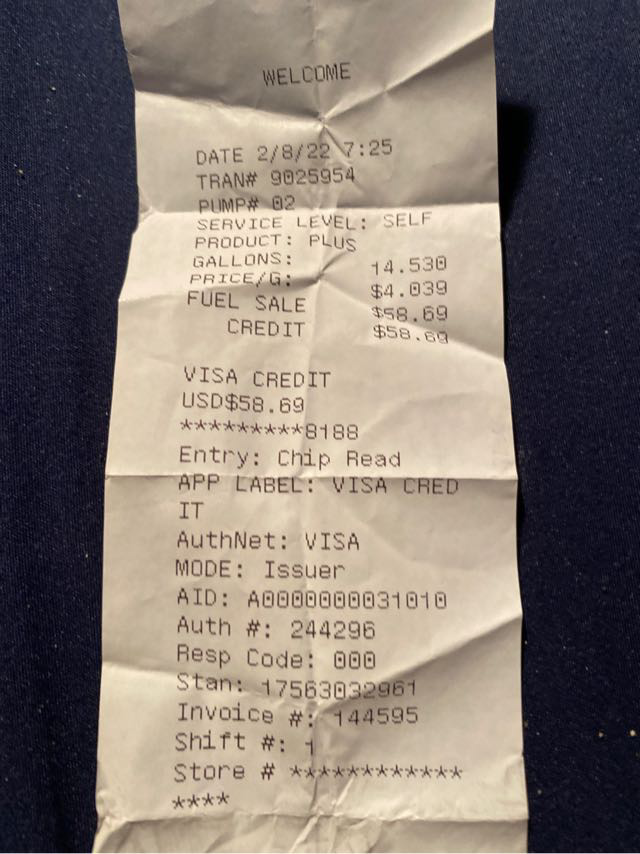 WELCOME
DATE 2/8/22 7:25
TRAN# 9025954
PUMP# 02
SERVICE LEVEL: SELF
PRODUCT: PLUS
GALLONS: 14.530
PRICE/G: $4.039
FUEL SALE $58.69
CREDIT $58.69
VISA CREDIT
USD$58.69
*********8188
Entry: Chip Read
APP LABEL: VISA CRED
IT
AuthNet: VISA
MODE: Issuer
AID: A0000000031010
Auth #: 244296
Resp Code: 000
Stan: 17563032961
Invoice #: 144595
Shift #: 1
Store # ************
****